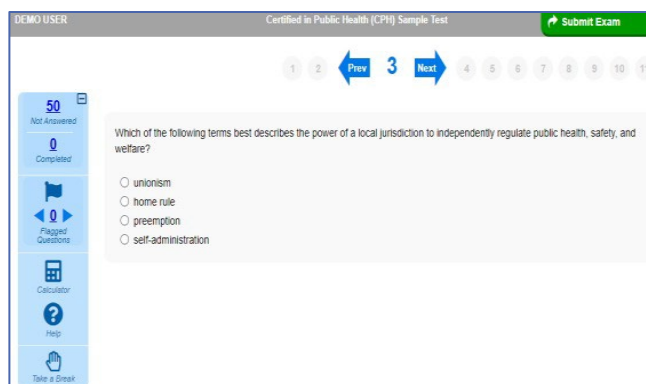 DEMO USER
Certified in Public Health (CPH) Sample Test
Submit Exam
1 2 Prev 3 Next 4 5 6 7 8 9 10
50
Not Answered
0
Completed
0
Flagged
Questions
Calculator
Help
Take a Break
Which of the following terms best describes the power of a local jurisdiction to independently regulate public health, safety, and
welfare?
unionism
home rule
preemption
self-administration